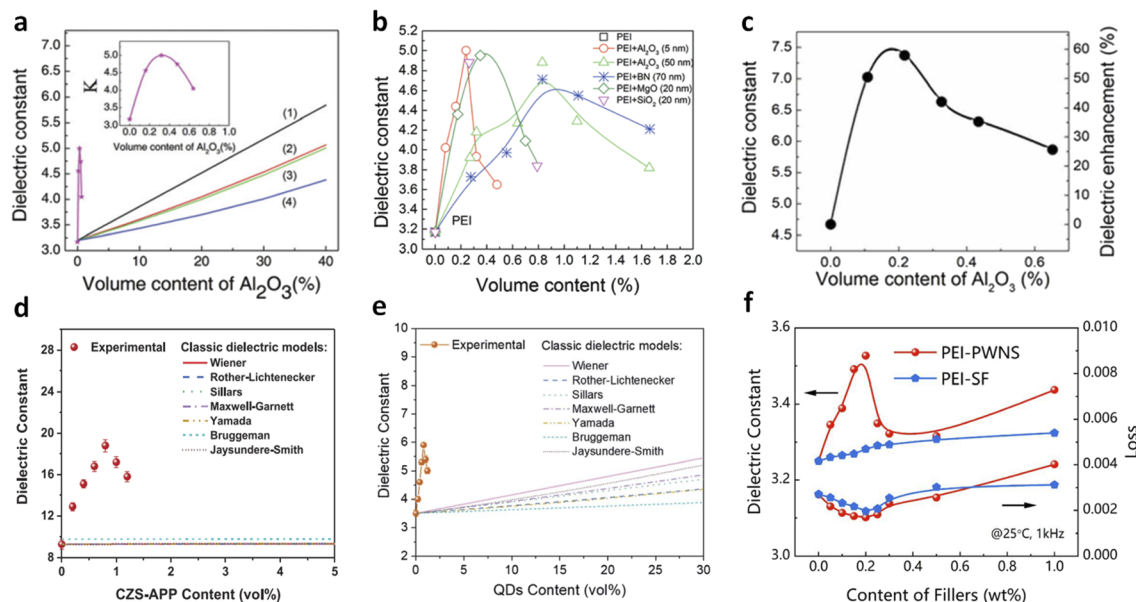 a
Dielectric constant
7.0
6.5
6.0
5.5
5.0
4.5
4.0
3.5
3.0
K
5.0
4.5
4.0
3.5
3.0
0.0 0.2 0.4 0.6 0.8 1.0
Volume content of Al₂O₃(%)
(1)
(2)
(3)
(4)
0 10 20 30 40
Volume content of Al₂O₃(%)
b
Dielectric constant
5.2
5.0
4.8
4.6
4.4
4.2
4.0
3.8
3.6
3.4
3.2
3.0
PEI
PEI+Al₂O₃ (5 nm)
PEI+Al₂O₃ (50 nm)
PEI+BN (70 nm)
PEI+MgO (20 nm)
PEI+SiO₂ (20 nm)
PEI
0.0 0.2 0.4 0.6 0.8 1.0 1.2 1.4 1.6 1.8 2.0
Volume content (%)
c
Dielectric constant
7.5
7.0
6.5
6.0
5.5
5.0
4.5
60
50
40
30
20
10
0
Dielectric enhancement (%)
0.0 0.2 0.4 0.6
Volume content of Al₂O₃ (%)
d
Dielectric Constant
28
24
20
16
12
8
Experimental
Classic dielectric models:
Wiener
Rother-Lichtenecker
Sillars
Maxwell-Garnett
Yamada
Bruggeman
Jaysundere-Smith
0 1 2 3 4 5
CZS-APP Content (vol%)
e
Dielectric Constant
10
9
8
7
6
5
4
3
2
Experimental
Classic dielectric models:
Wiener
Rother-Lichtenecker
Sillars
Maxwell-Garnett
Yamada
Bruggeman
Jaysundere-Smith
0 5 10 15 20 25 30
QDs Content (vol%)
f
Dielectric Constant
3.6
3.4
3.2
3.0
PEI-PWNS
PEI-SF
0.010
0.008
0.006
0.004
0.002
0.000
Loss
@25°C, 1kHz
0.0 0.2 0.4 0.6 0.8 1.0
Content of Fillers (wt%)